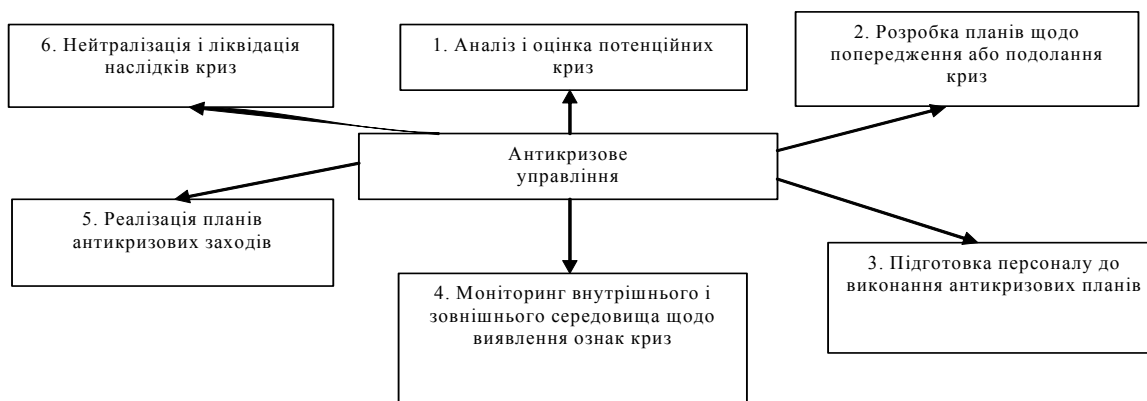 6. Нейтралізація і ліквідація
наслідків криз
1. Аналіз і оцінка потенційних
криз
2. Розробка планів щодо
попередження або подолання
криз
Антикризове
управління
5. Реалізація планів
антикризових заходів
4. Моніторинг внутрішнього і
зовнішнього середовища щодо
виявлення ознак криз
3. Підготовка персоналу до
виконання антикризових планів